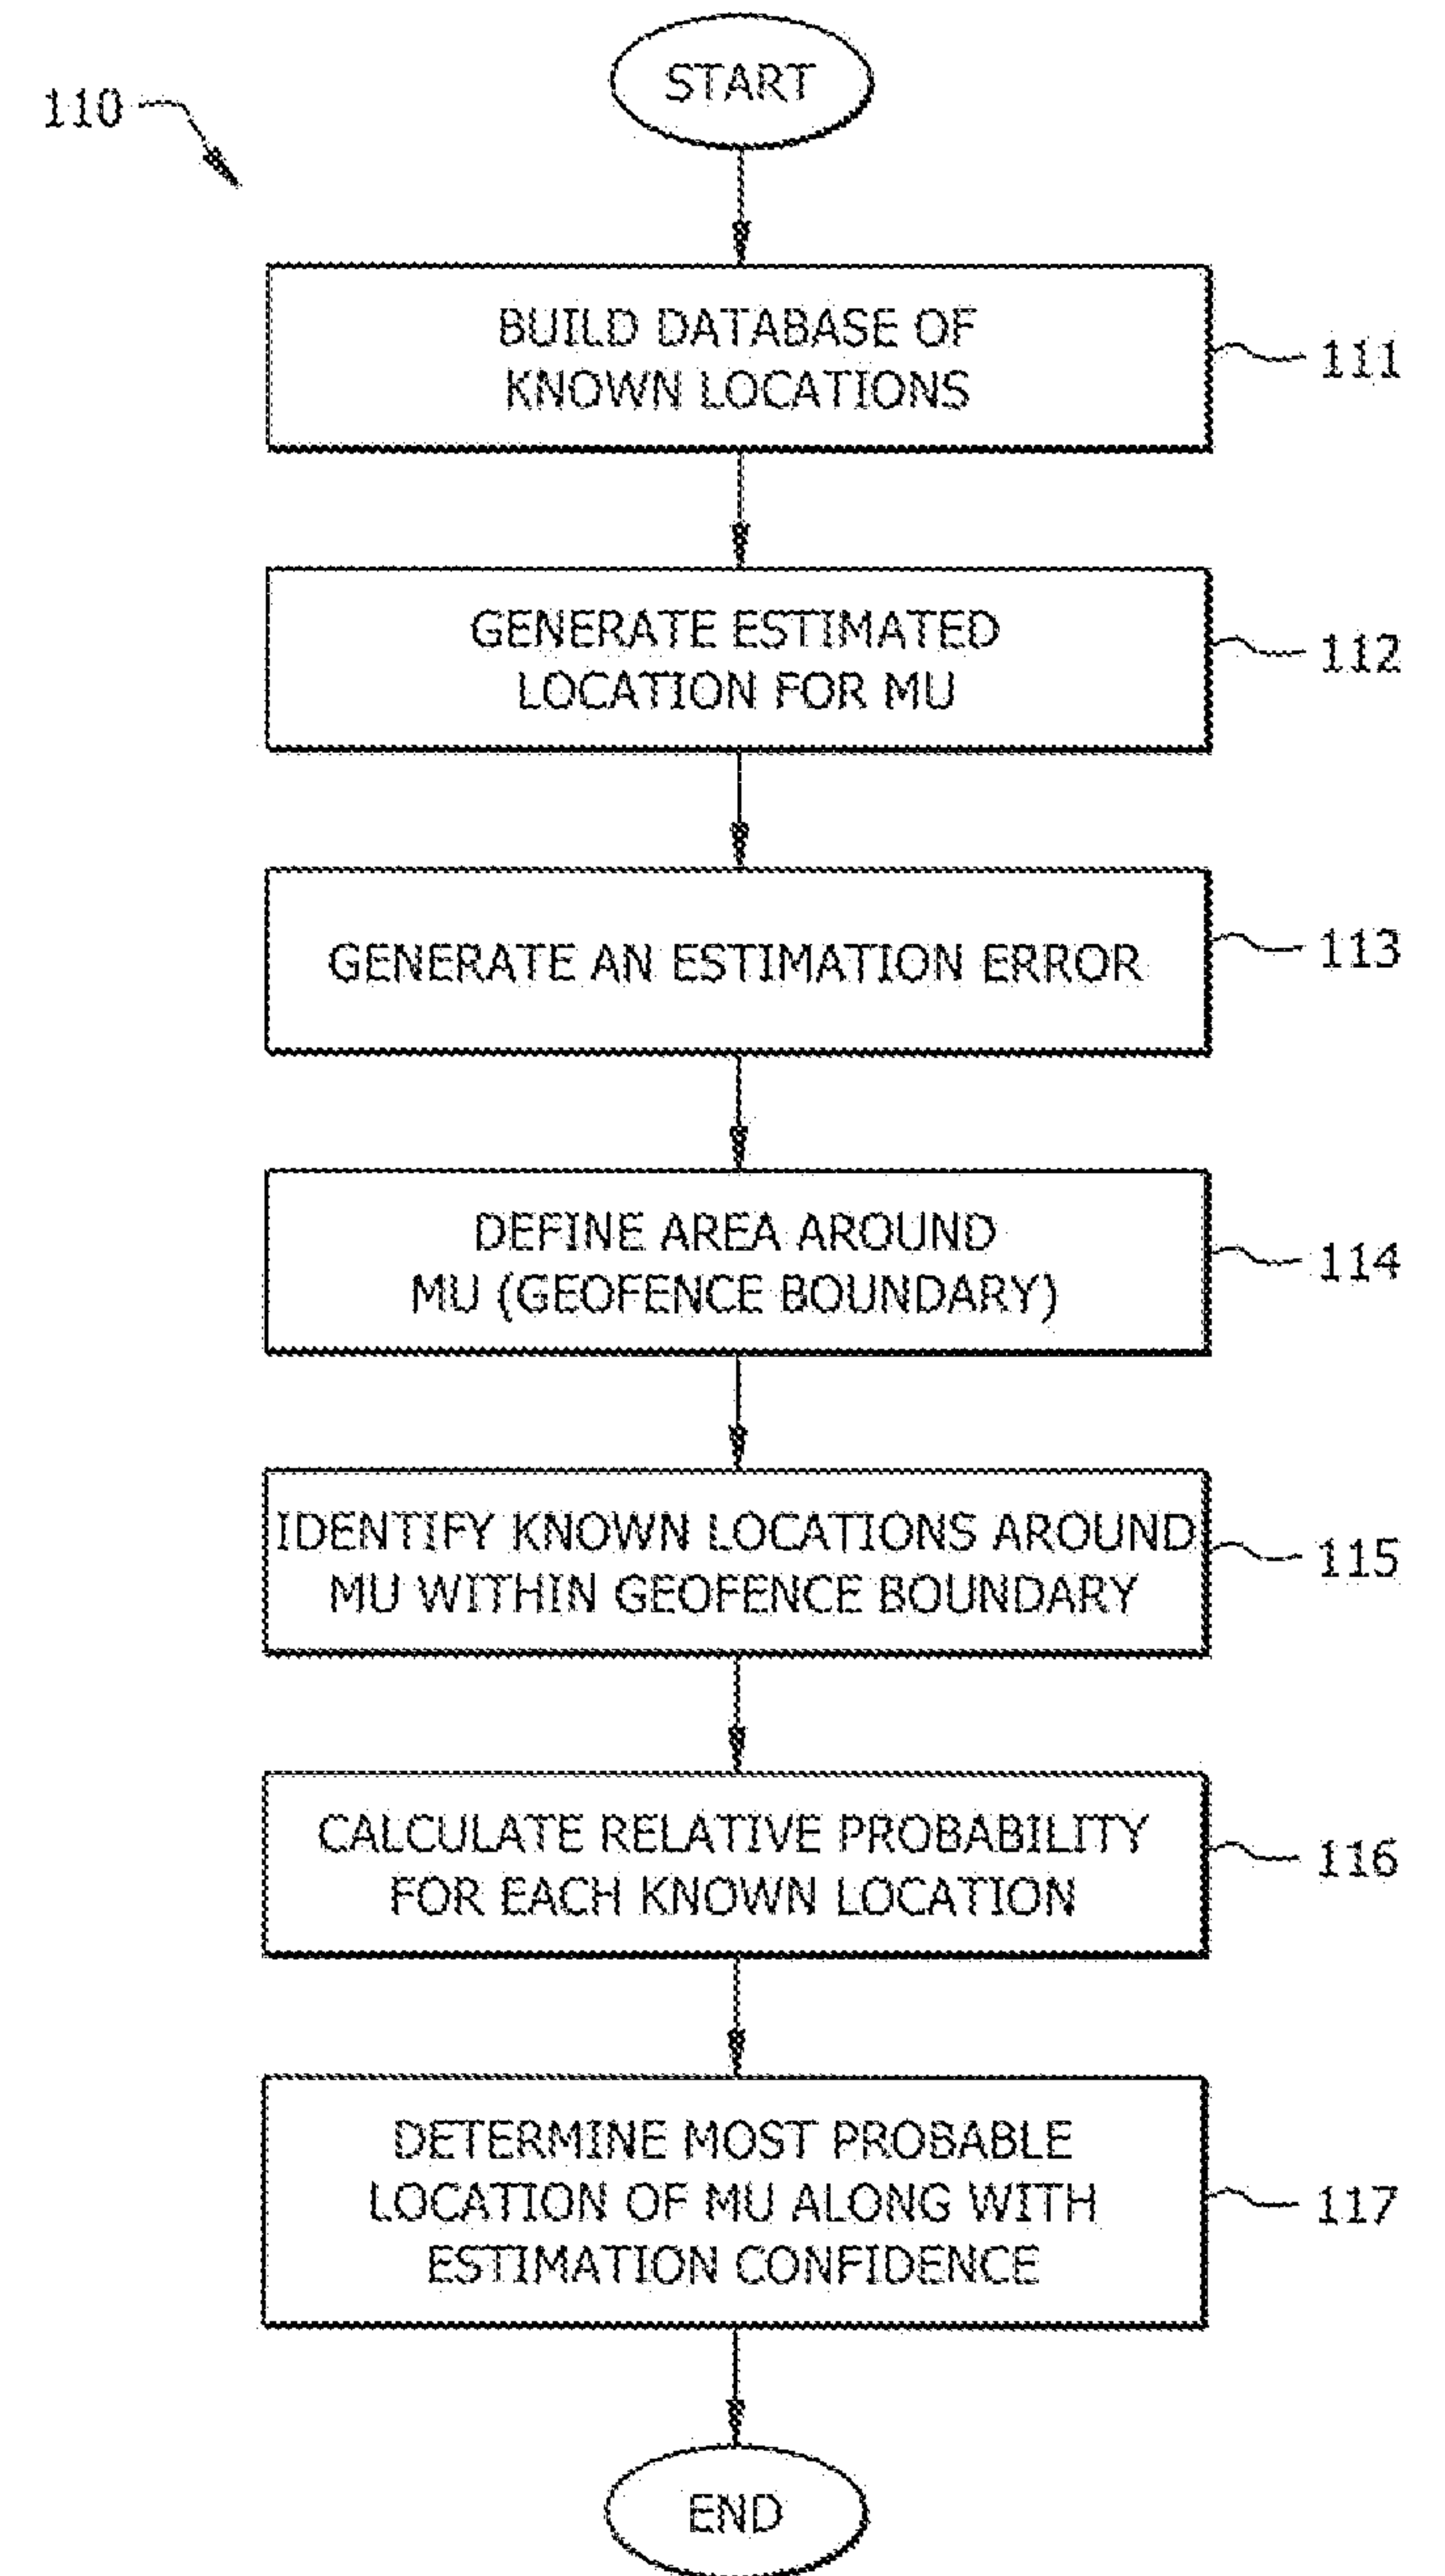 START
110
BUILD DATABASE OF
KNOWN LOCATIONS
111
GENERATE ESTIMATED
LOCATION FOR MU
112
GENERATE AN ESTIMATION ERROR
113
DEFINE AREA AROUND
MU (GEOFENCE BOUNDARY)
114
IDENTIFY KNOWN LOCATIONS AROUND
MU WITHIN GEOFENCE BOUNDARY
115
CALCULATE RELATIVE PROBABILITY
FOR EACH KNOWN LOCATION
116
DETERMINE MOST PROBABLE
LOCATION OF MU ALONG WITH
ESTIMATION CONFIDENCE
117
END